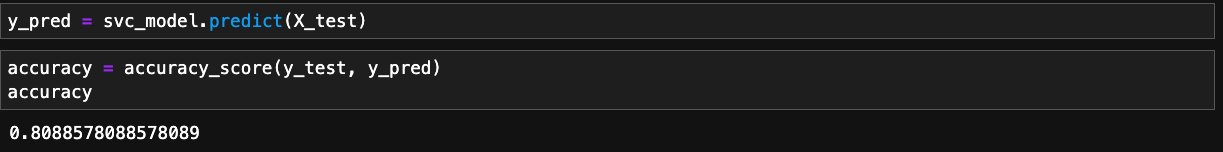 y_pred = svc_model.predict(X_test)
accuracy = accuracy_score(y_test, y_pred)
accuracy
0.8088578088578089